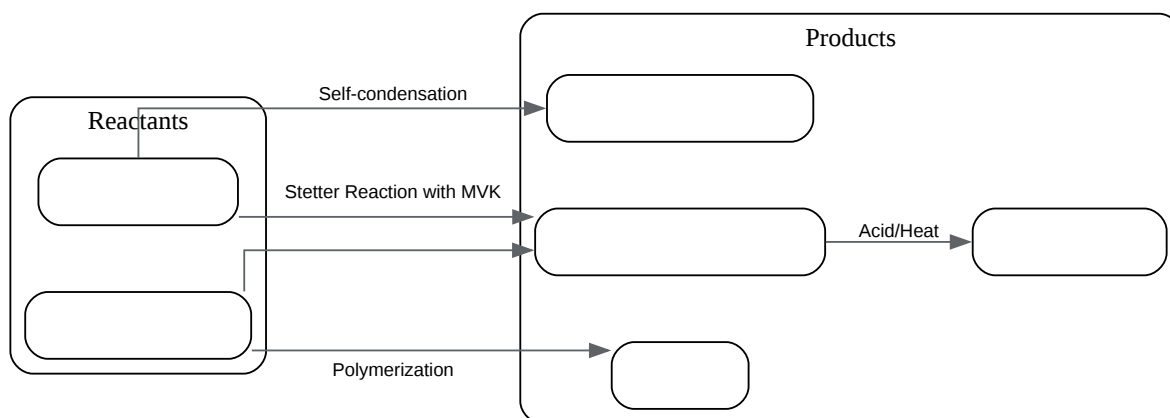 Products
Self-condensation
Reactants
Stetter Reaction with MVK
Acid/Heat
Polymerization